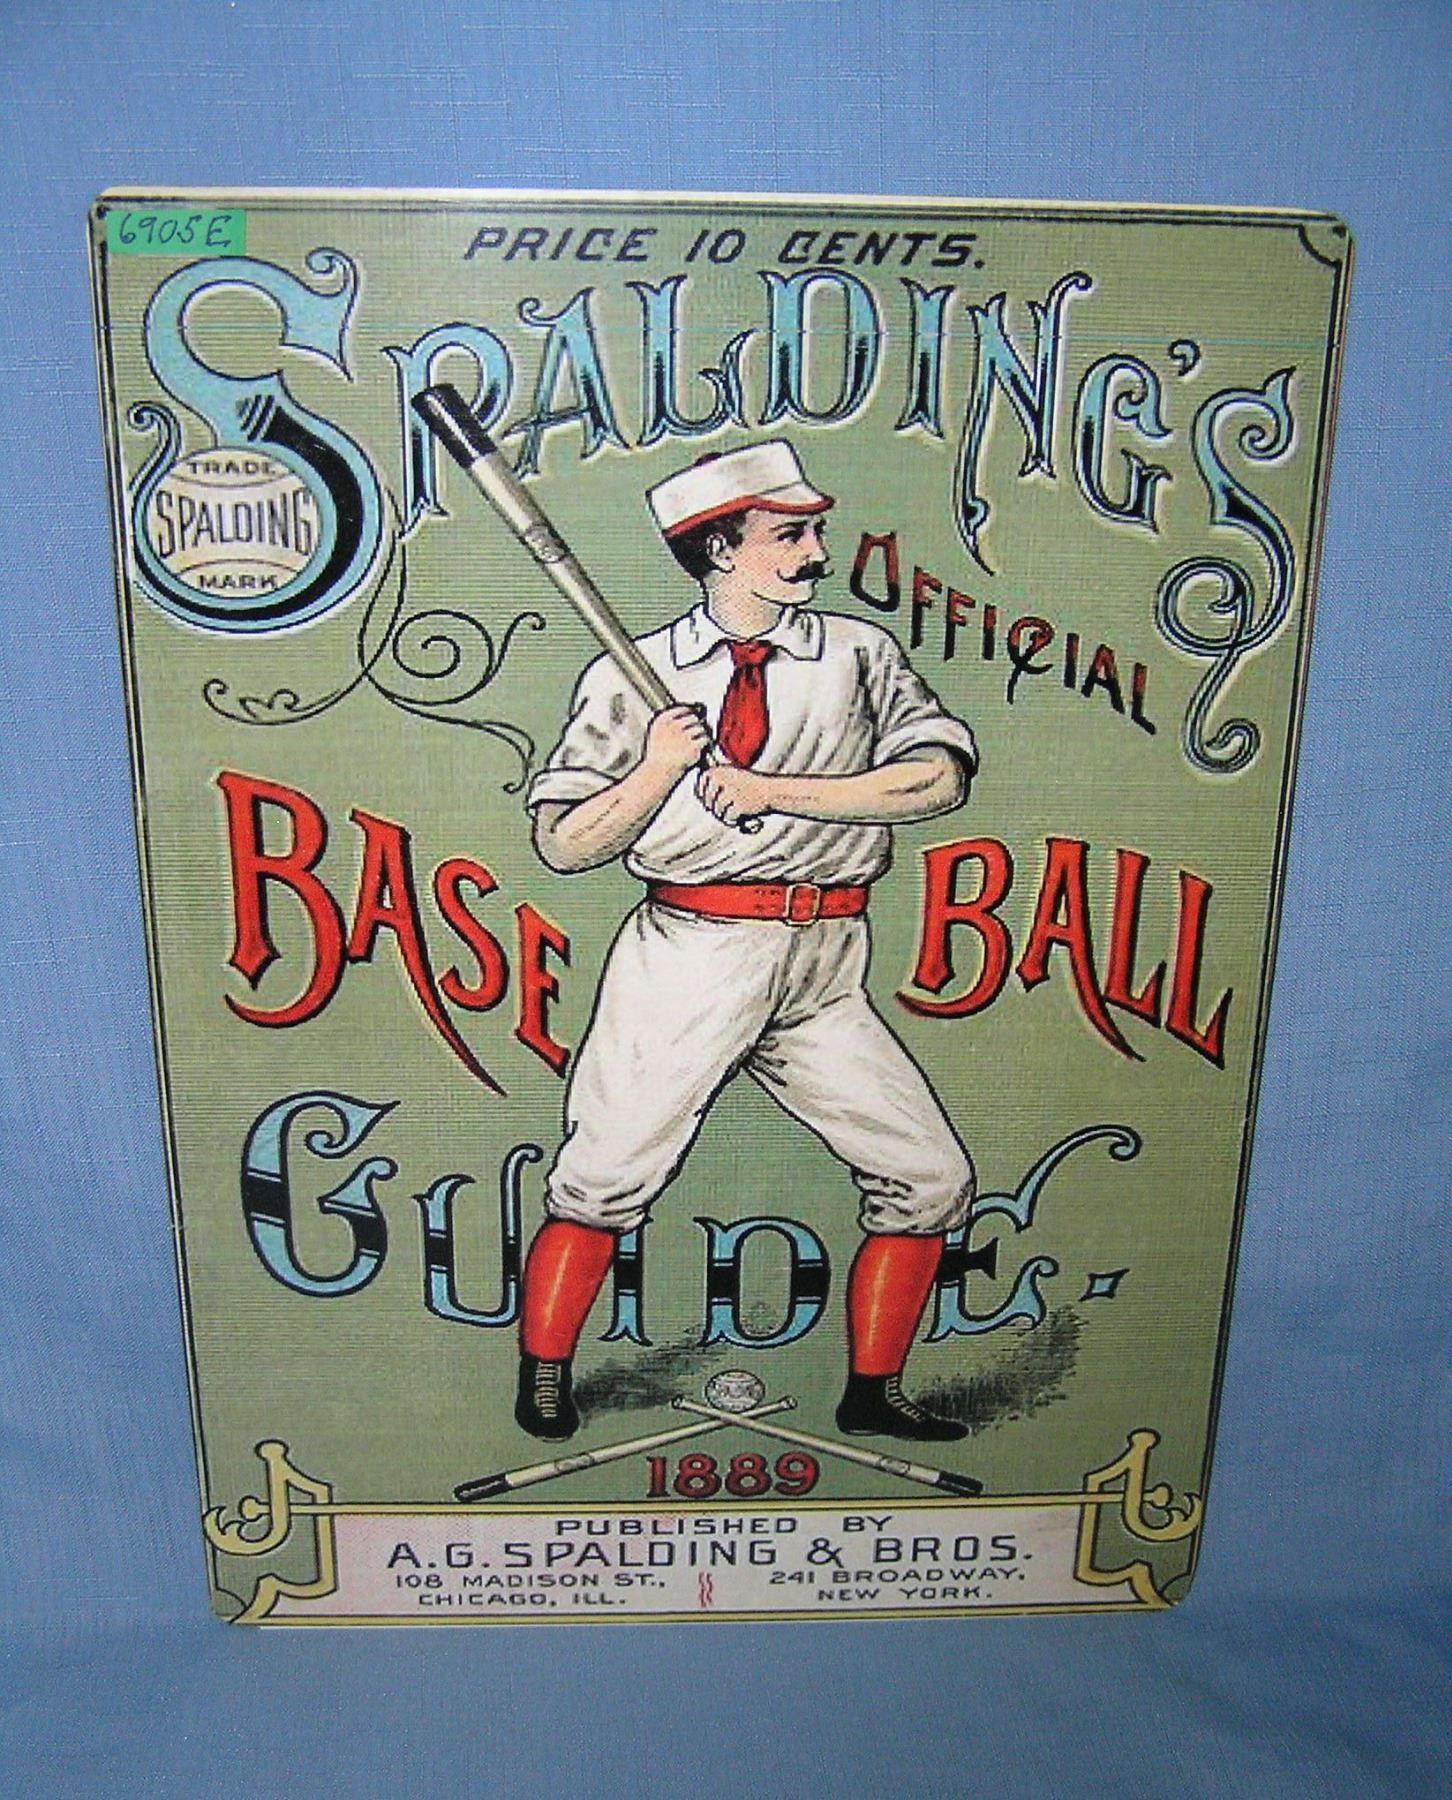 6905E
PRICE 10 CENTS.
SPALDING'S
TRADE
SPALDING
MARK
OFFICIAL
BASE BALL
GUIDE.
1889
PUBLISHED BY
A.G. SPALDING & BROS.
108 MADISON ST., 241 BROADWAY,
CHICAGO, ILL. NEW YORK.